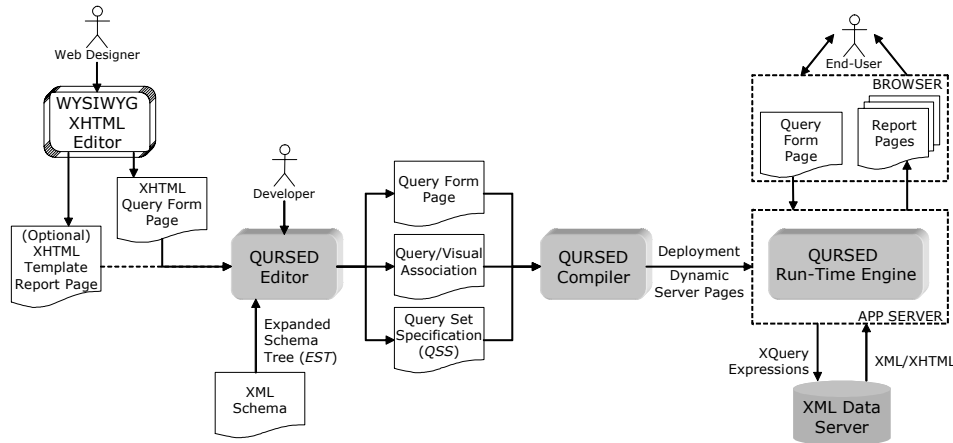 Web Designer
WYSIWYG
XHTML
Editor
XHTML
Query Form
Page
(Optional)
XHTML
Template
Report Page
Developer
QURSED
Editor
Expanded
Schema
Tree (EST)
XML
Schema
Query Form
Page
Query/Visual
Association
Query Set
Specification
(QSS)
QURSED
Compiler
Deployment
Dynamic
Server Pages
End-User
BROWSER
Query
Form
Page
Report
Pages
QURSED
Run-Time Engine
APP SERVER
XQuery
Expressions
XML/XHTML
XML Data
Server